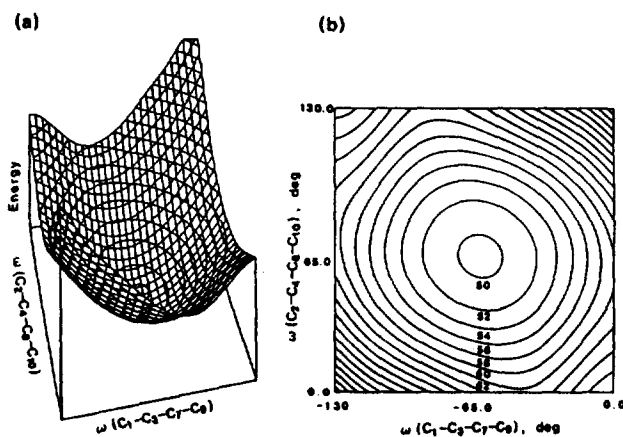 (a)
Energy
ω (C₂-C₄-C₈-C₁₀)
ω (C₁-C₃-C₇-C₉)
(b)
130.0
65.0
0.0
ω (C₂-C₄-C₈-C₁₀), deg
50
52
54
56
58
60
62
-130
-65.0
0.0
ω (C₁-C₃-C₇-C₉), deg